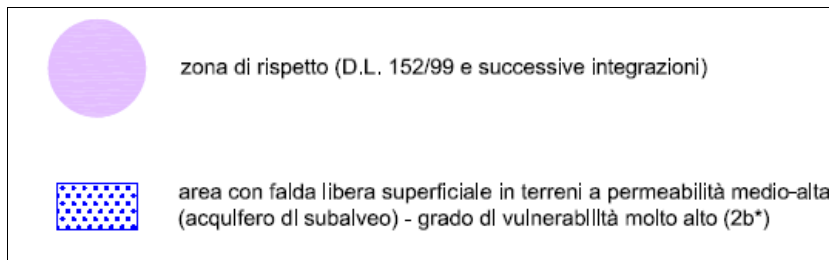 zona di rispetto (D.L. 152/99 e successive integrazioni)
area con falda libera superficiale in terreni a permeabilità medio-alta
(acquifero di subalveo) - grado di vulnerabilità molto alto (2b*)